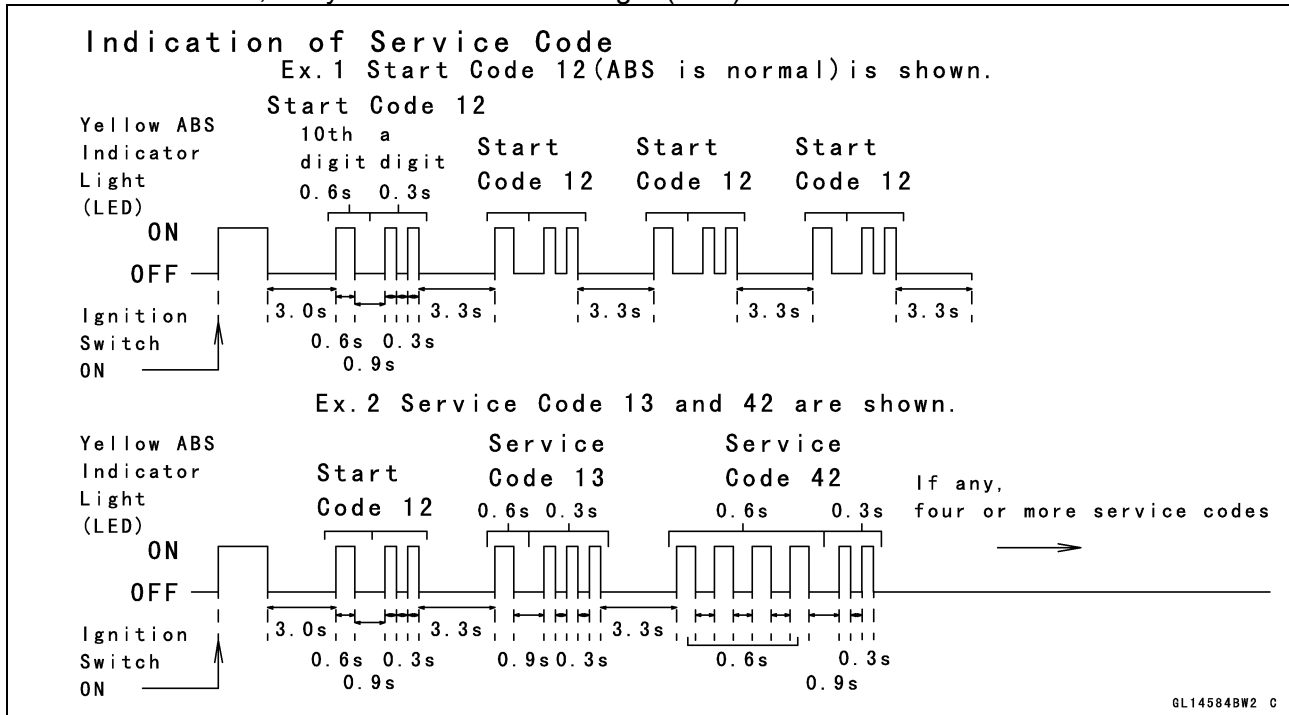 Indication of Service Code
Ex.1 Start Code 12(ABS is normal)is shown.
Start Code 12
Yellow ABS
Indicator
Light
(LED)
10th a
digit digit
0.6s 0.3s
Start
Code 12
Start
Code 12
Start
Code 12
ON
OFF
3.0s
3.3s
3.3s
3.3s
3.3s
0.6s 0.3s
0.9s
Ignition
Switch
ON
Ex.2 Service Code 13 and 42 are shown.
Yellow ABS
Indicator
Light
(LED)
Start
Code 12
Service
Code 13
0.6s 0.3s
Service
Code 42
0.6s
0.3s
If any,
four or more service codes
ON
OFF
3.0s
3.3s
3.3s
0.6s 0.3s
0.9s
0.9s 0.3s
0.6s
0.3s
0.9s
Ignition
Switch
ON
GL14584BW2 C